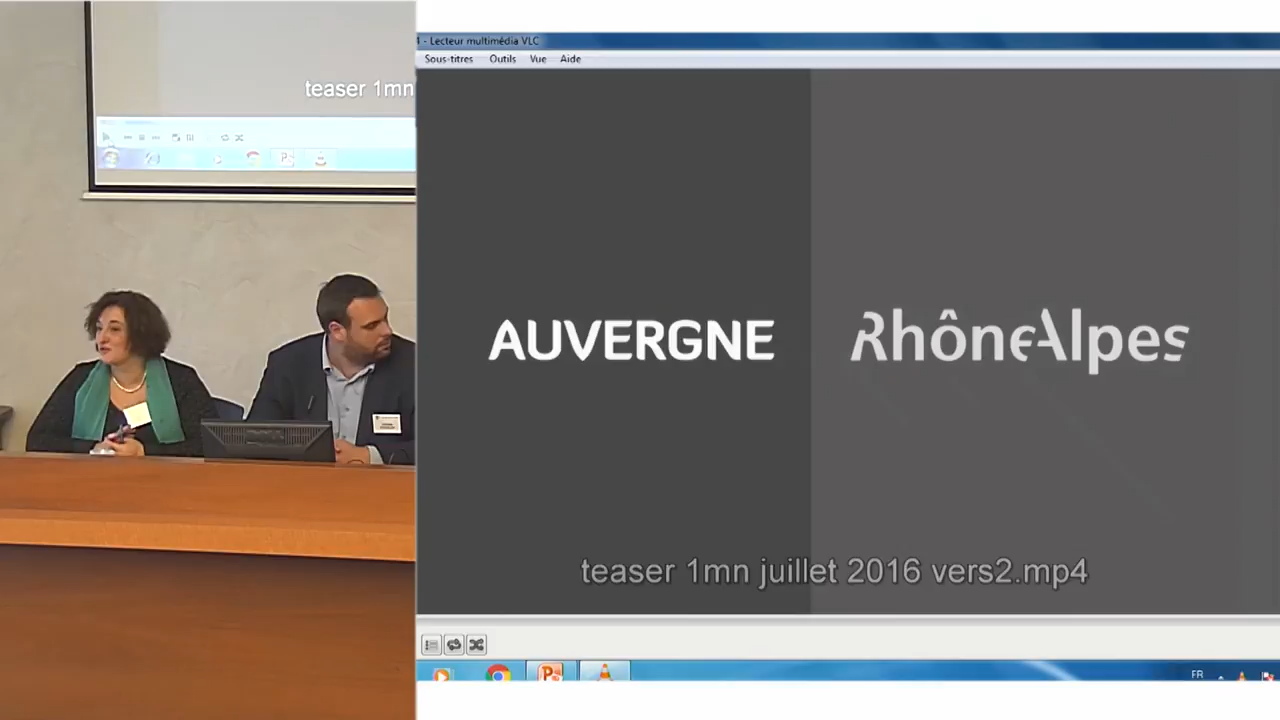 teaser 1mn
4 - Lecteur multimédia VLC
Sous-titres Outils Vue Aide
AUVERGNE RhôneAlpes
teaser 1mn juillet 2016 vers2.mp4
FR